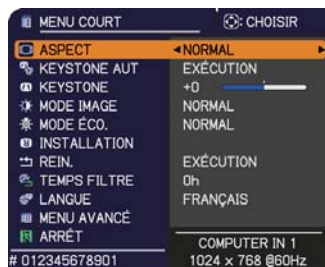 MENU COURT : CHOISIR
ASPECT NORMAL
KEYSTONE AUT EXÉCUTION
KEYSTONE +0
MODE IMAGE NORMAL
MODE ÉCO. NORMAL
INSTALLATION
REIN. EXÉCUTION
TEMPS FILTRE 0h
LANGUE FRANÇAIS
MENU AVANCÉ
ARRÊT COMPUTER IN 1
# 012345678901 1024 x 768 @60Hz